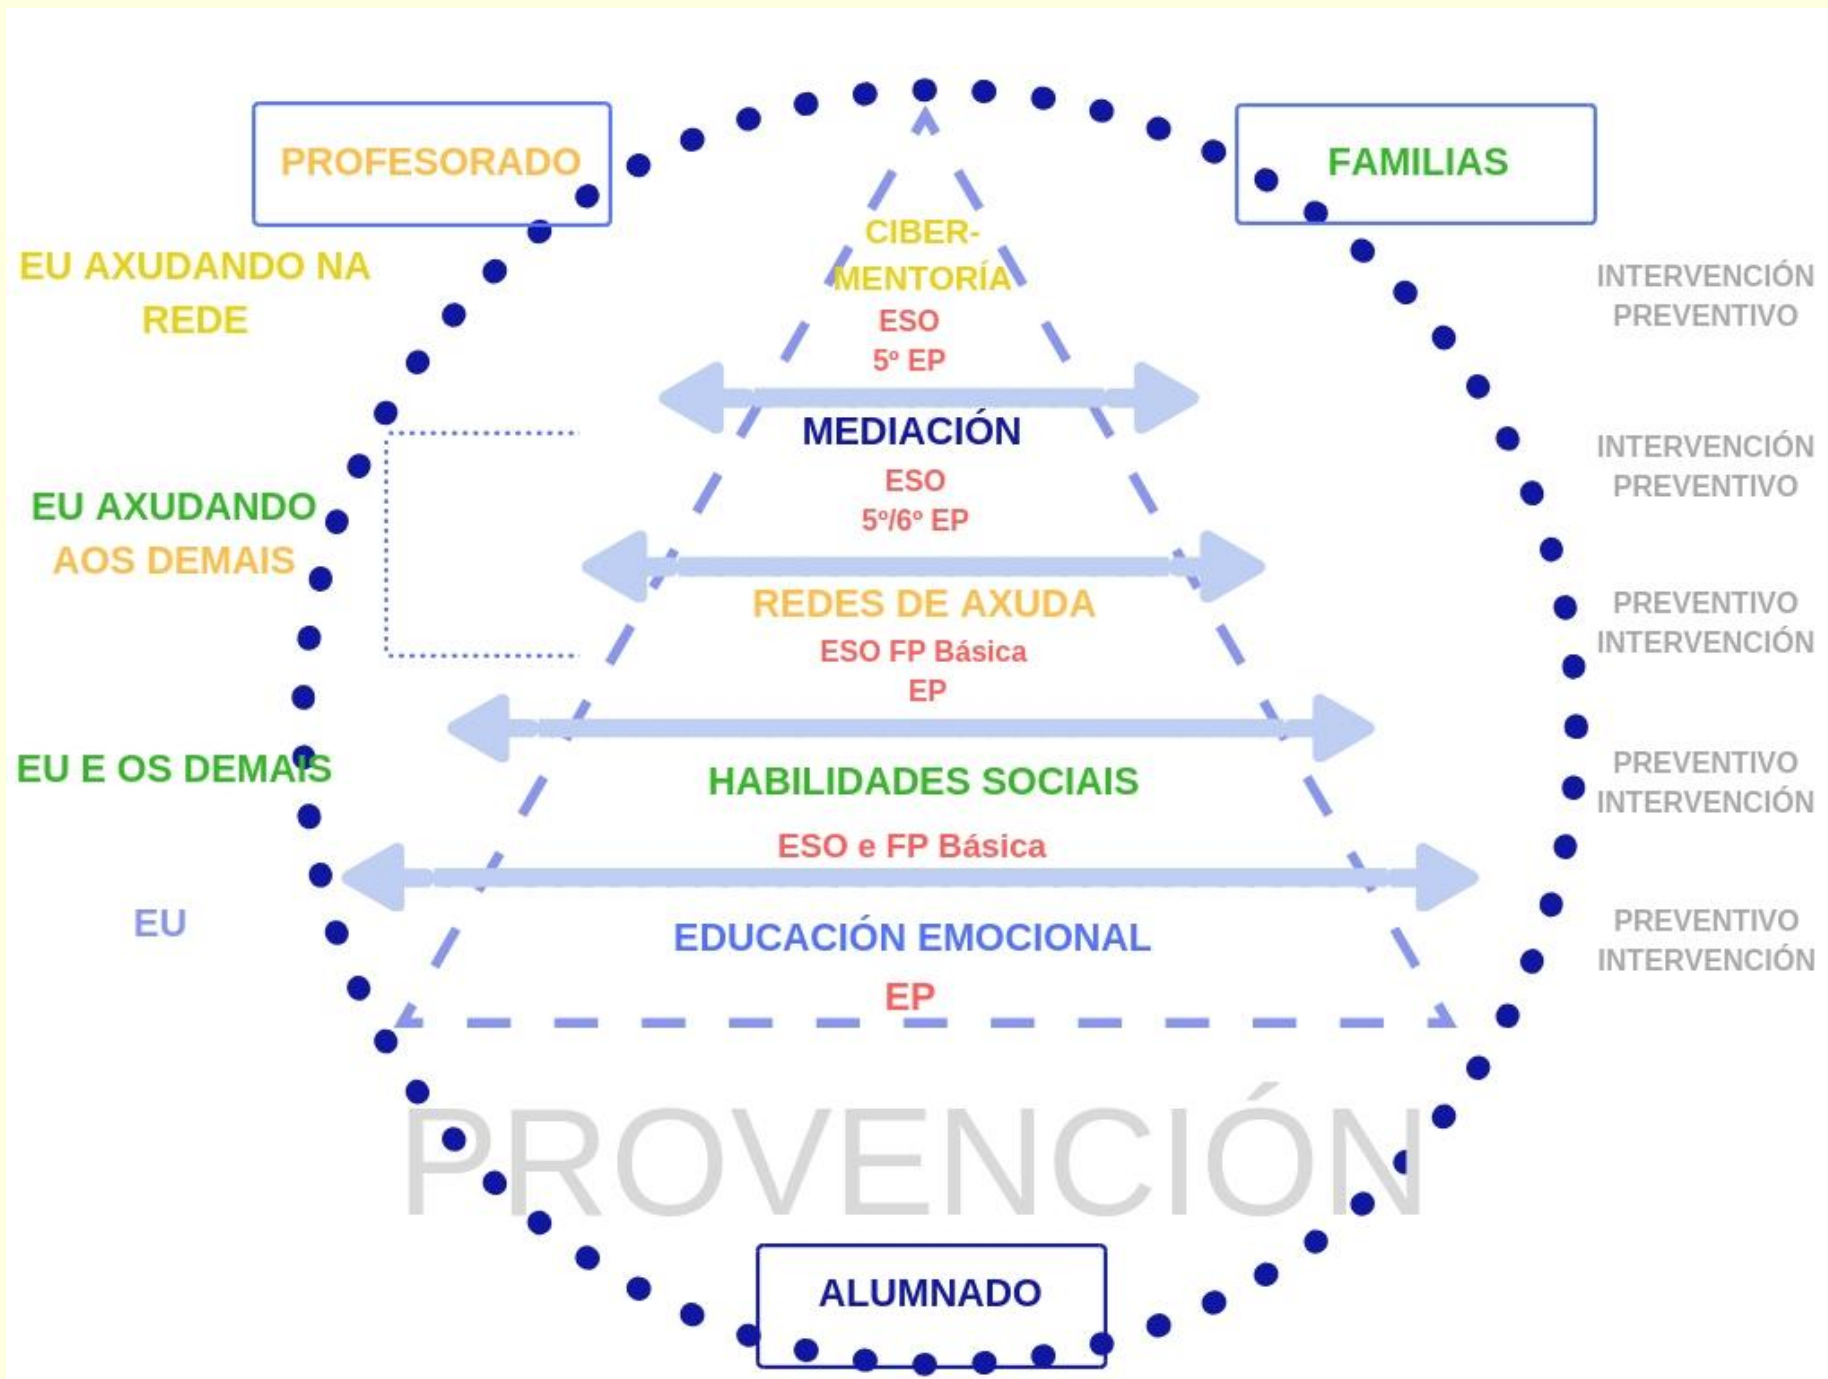 PROFESORADO
FAMILIAS
CIBER-
MENTORÍA
ESO
5º EP
EU AXUDANDO NA
REDE
INTERVENCIÓN
PREVENTIVO
MEDIACIÓN
ESO
5º/6º EP
INTERVENCIÓN
PREVENTIVO
EU AXUDANDO
AOS DEMAIS
REDES DE AXUDA
ESO FP Básica
EP
PREVENTIVO
INTERVENCIÓN
EU E OS DEMAIS
HABILIDADES SOCIAIS
ESO e FP Básica
PREVENTIVO
INTERVENCIÓN
EU
EDUCACIÓN EMOCIONAL
EP
PREVENTIVO
INTERVENCIÓN
PROVENCIÓN
ALUMNADO